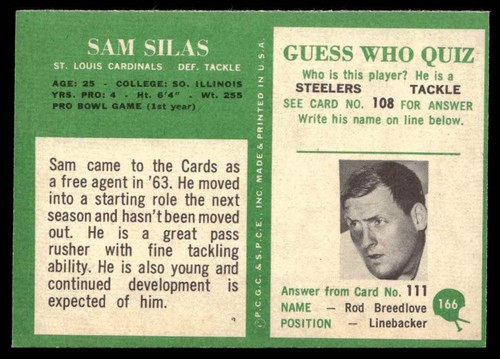 SAM SILAS
ST. LOUIS CARDINALS DEF. TACKLE
AGE: 25 - COLLEGE: SO. ILLINOIS
YRS. PRO: 4 - Ht. 6'4" - Wt. 255
PRO BOWL GAME (1st year)
Sam came to the Cards as
a free agent in '63. He moved
into a starting role the next
season and hasn't been moved
out. He is a great pass
rusher with fine tackling
ability. He is also young and
continued development is
expected of him.
© P.C.G.C. & S.P.C.E., INC. MADE & PRINTED IN U.S.A.
GUESS WHO QUIZ
Who is this player? He is a
STEELERS TACKLE
SEE CARD NO. 108 FOR ANSWER
Write his name on line below.
Answer from Card No. 111
NAME — Rod Breedlove
POSITION — Linebacker
166